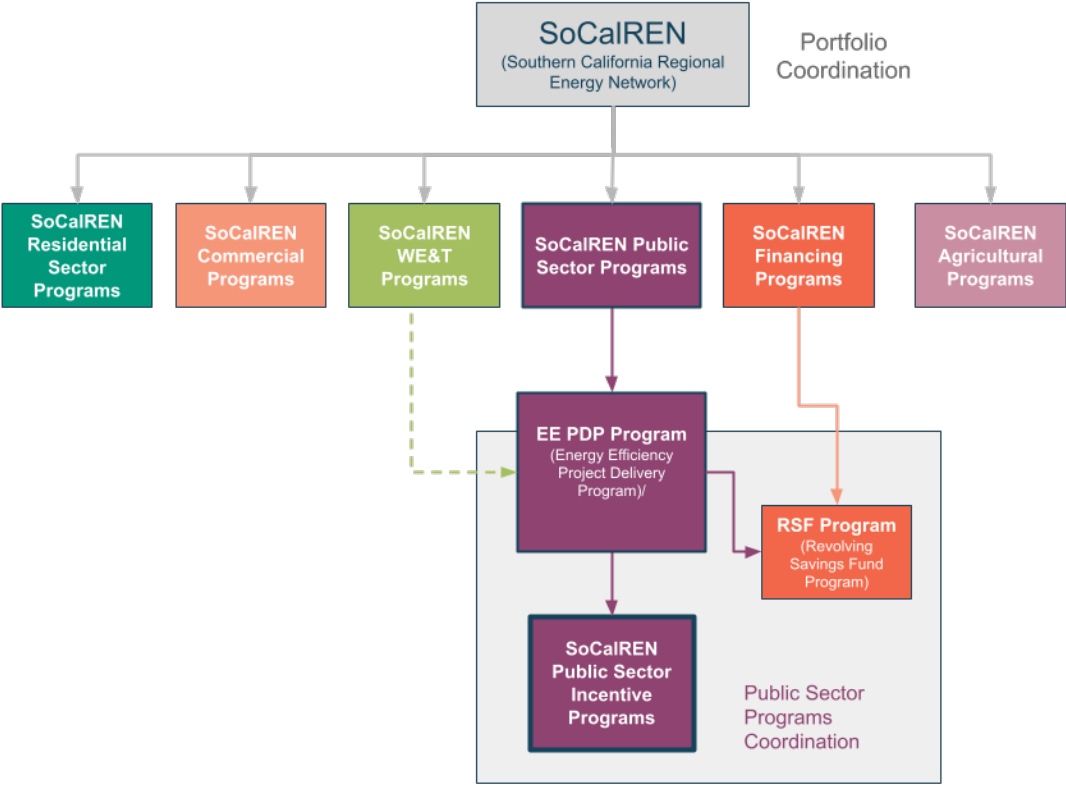 SoCalREN
(Southern California Regional
Energy Network)
Portfolio
Coordination
SoCalREN
Residential
Sector
Programs
SoCalREN
Commercial
Programs
SoCalREN
WE&T
Programs
SoCalREN Public
Sector Programs
SoCalREN
Financing
Programs
SoCalREN
Agricultural
Programs
EE PDP Program
(Energy Efficiency
Project Delivery
Program)/
RSF Program
(Revolving
Savings Fund
Program)
SoCalREN
Public Sector
Incentive
Programs
Public Sector
Programs
Coordination